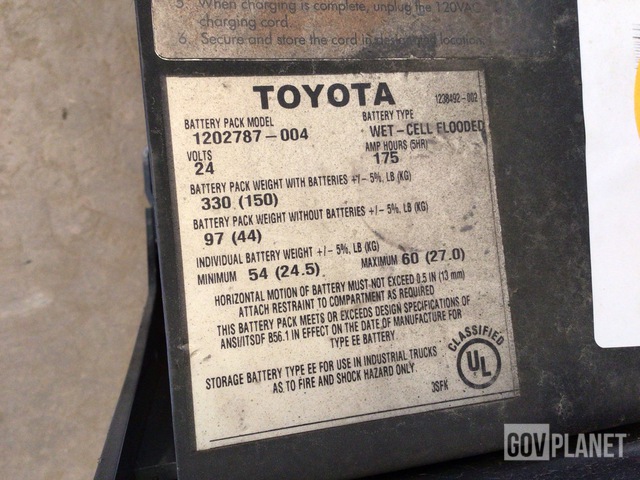 5. When charging is complete, unplug the 120VAC
charging cord.
6. Secure and store the cord in designated location.
TOYOTA
1238492-002
BATTERY PACK MODEL
1202787-004
BATTERY TYPE
WET-CELL FLOODED
VOLTS
24
AMP HOURS (5HR)
175
BATTERY PACK WEIGHT WITH BATTERIES +/- 5%, LB (KG)
330 (150)
BATTERY PACK WEIGHT WITHOUT BATTERIES +/- 5%, LB (KG)
97 (44)
INDIVIDUAL BATTERY WEIGHT +/- 5%, LB (KG)
MINIMUM 54 (24.5) MAXIMUM 60 (27.0)
HORIZONTAL MOTION OF BATTERY MUST NOT EXCEED 0.5 IN (13 mm)
ATTACH RESTRAINT TO COMPARTMENT AS REQUIRED
THIS BATTERY PACK MEETS OR EXCEEDS DESIGN SPECIFICATIONS OF
ANSI/ITSDF B56.1 IN EFFECT ON THE DATE OF MANUFACTURE FOR
TYPE EE BATTERY.
STORAGE BATTERY TYPE EE FOR USE IN INDUSTRIAL TRUCKS
AS TO FIRE AND SHOCK HAZARD ONLY.
CLASSIFIED
UL
3SFK
GOVPLANET